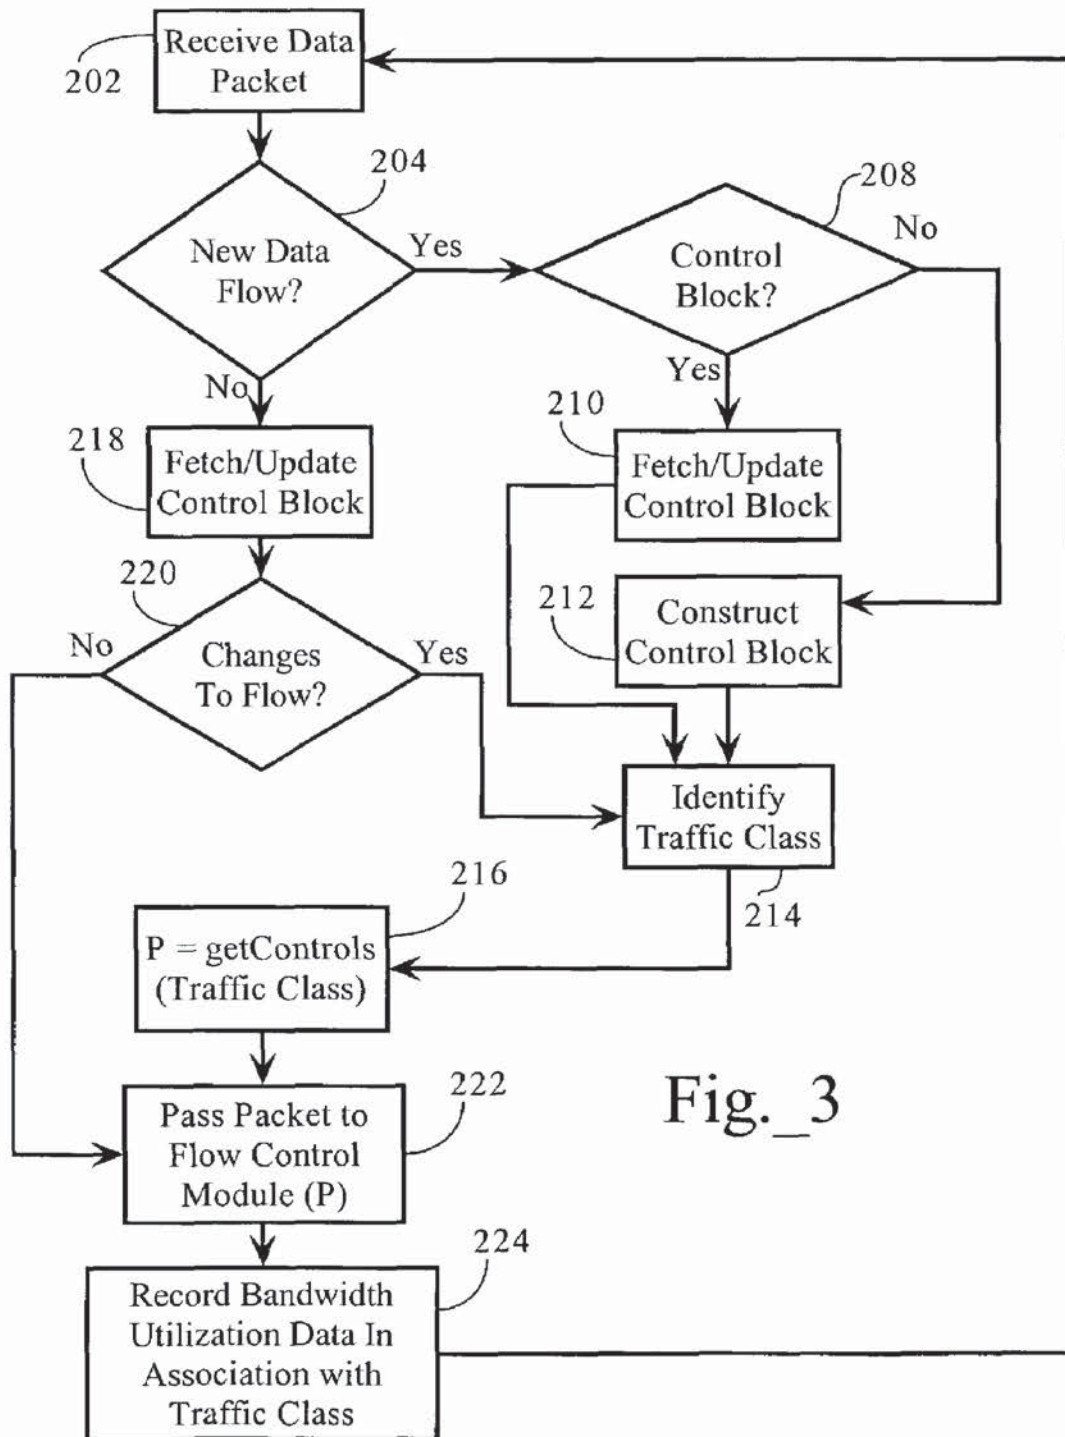 Receive Data
Packet
202
204
New Data
Flow?
Yes
No
208
Control
Block?
No
Yes
210
Fetch/Update
Control Block
218
Fetch/Update
Control Block
212
Construct
Control Block
220
Changes
To Flow?
No
Yes
Identify
Traffic Class
214
216
P = getControls
(Traffic Class)
222
Pass Packet to
Flow Control
Module (P)
Fig._3
224
Record Bandwidth
Utilization Data In
Association with
Traffic Class